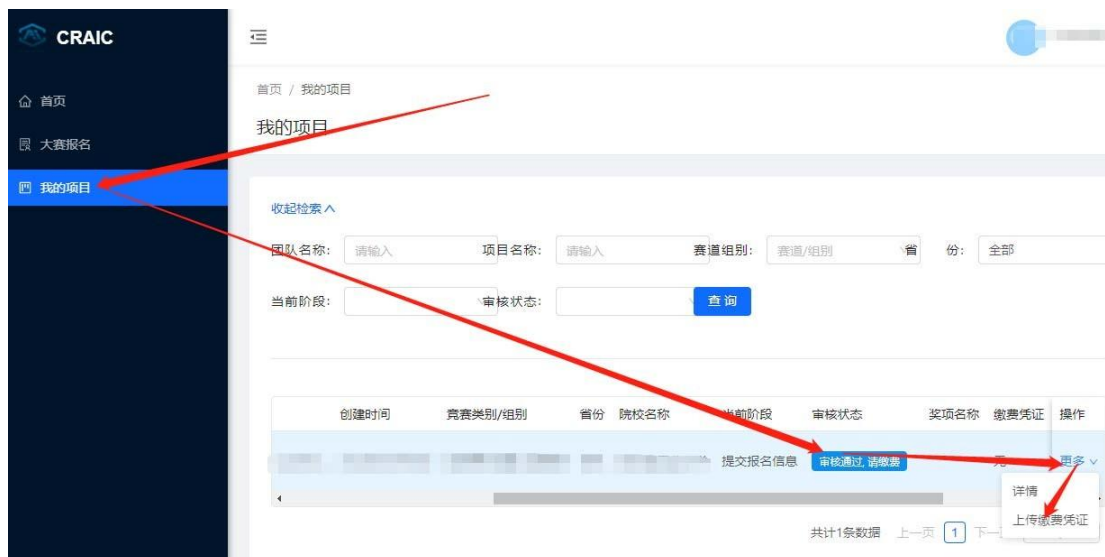 CRAIC
首页
大赛报名
我的项目
首页 / 我的项目
我的项目
收起检索
团队名称: 请输入 项目名称: 请输入 赛道组别: 赛道/组别 省 份: 全部
当前阶段: 审核状态: 查询
创建时间 竞赛类别/组别 省份 院校名称 当前阶段 审核状态 奖项名称 缴费凭证 操作
提交报名信息 审核通过,请缴费 无 更多
详情
上传缴费凭证
共计1条数据 上一页 1